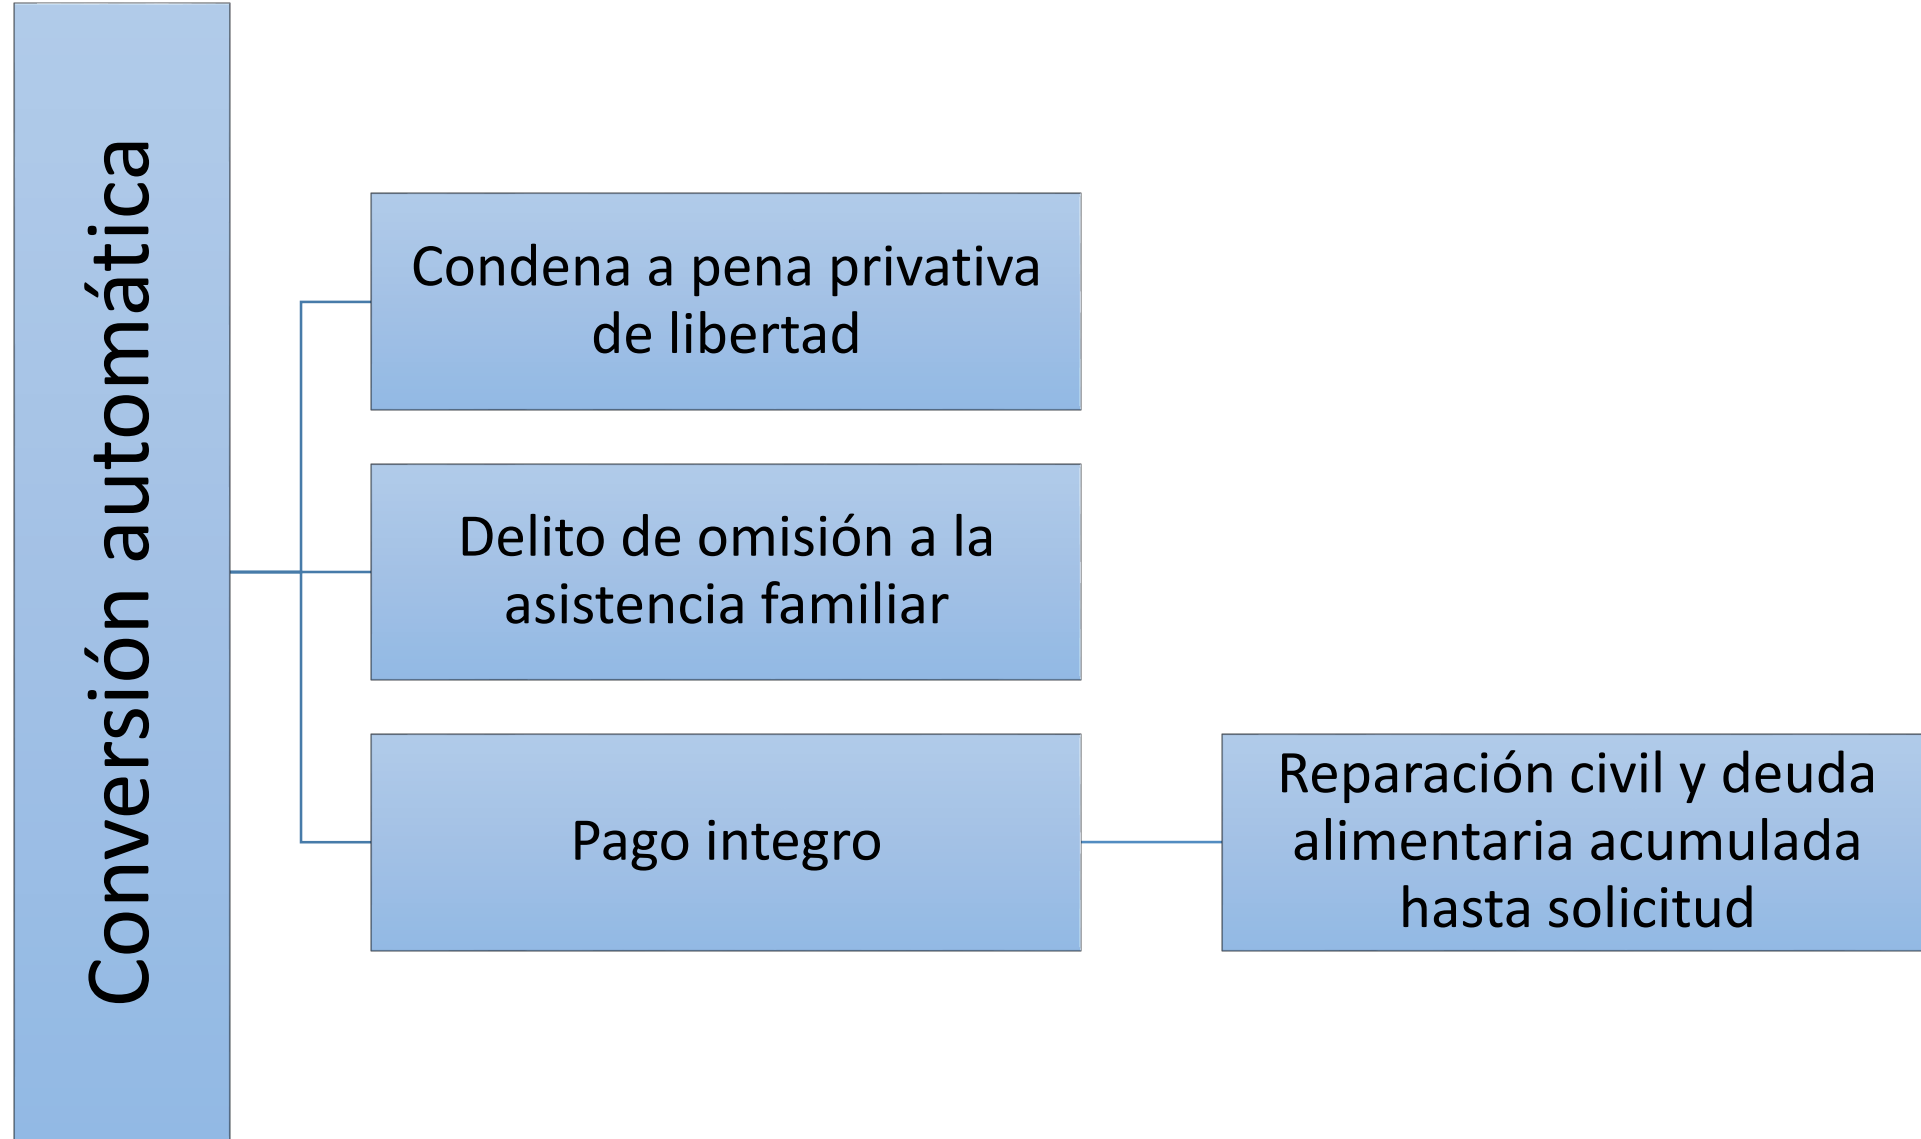 Conversión automática
Condena a pena privativa
de libertad
Delito de omisión a la
asistencia familiar
Pago integro
Reparación civil y deuda
alimentaria acumulada
hasta solicitud